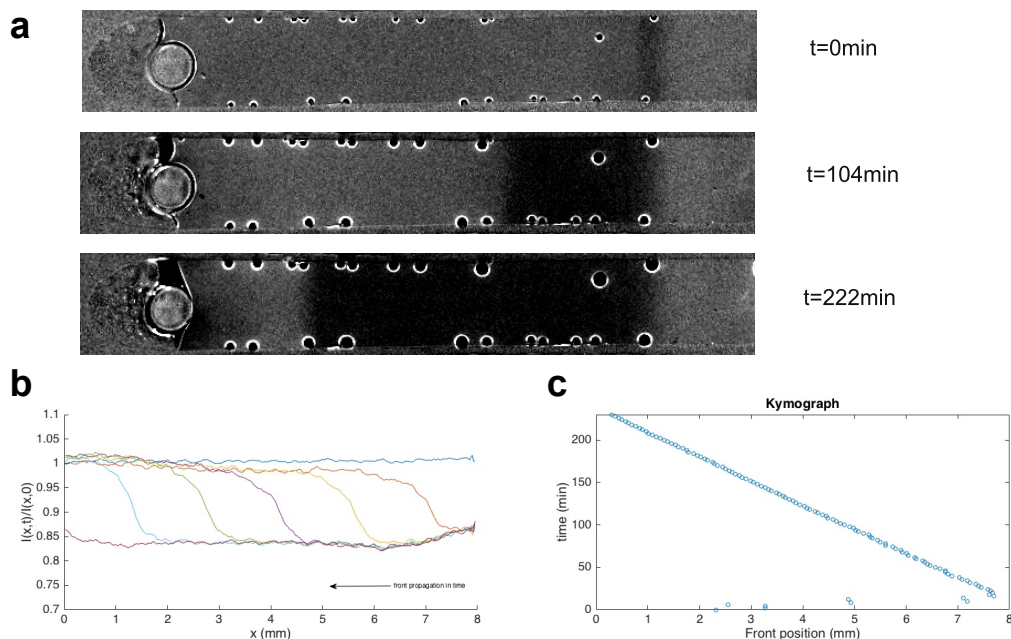 a
t=0min
t=104min
t=222min
b
1.1
1.05
1
0.95
0.9
0.85
0.8
0.75
0.7
I(x,t)/I(x,0)
front propagation in time
0 1 2 3 4 5 6 7 8
x (mm)
c
Kymograph
200
150
100
50
0
time (min)
0 1 2 3 4 5 6 7 8
Front position (mm)